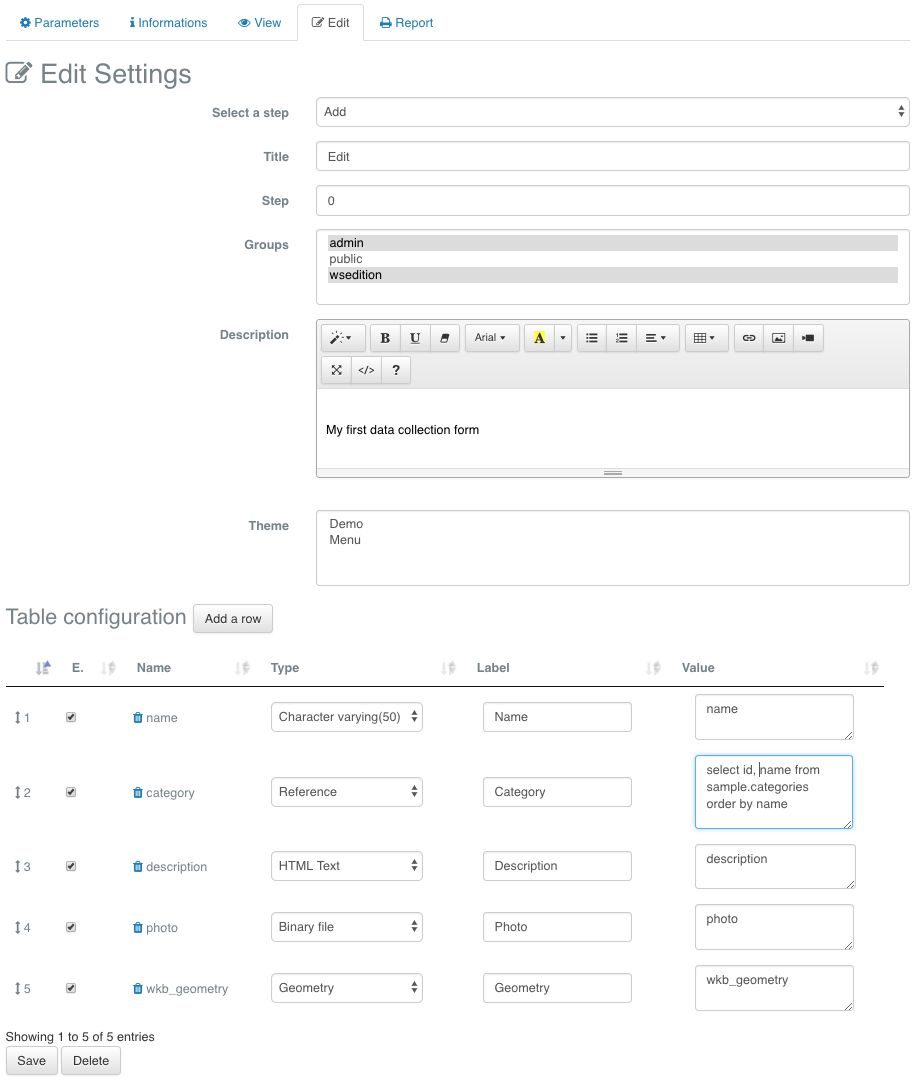 Parameters Informations View Edit Report
Edit Settings
Select a step Add
Title Edit
Step 0
Groups admin
public
wsedition
Description B U Arial A
</> ?
My first data collection form
Theme Demo
Menu
Table configuration Add a row
E. Name Type Label Value
1 name Character varying(50) Name name
2 category Reference Category select id, name from
sample.categories
order by name
3 description HTML Text Description description
4 photo Binary file Photo photo
5 wkb_geometry Geometry Geometry wkb_geometry
Showing 1 to 5 of 5 entries
Save Delete